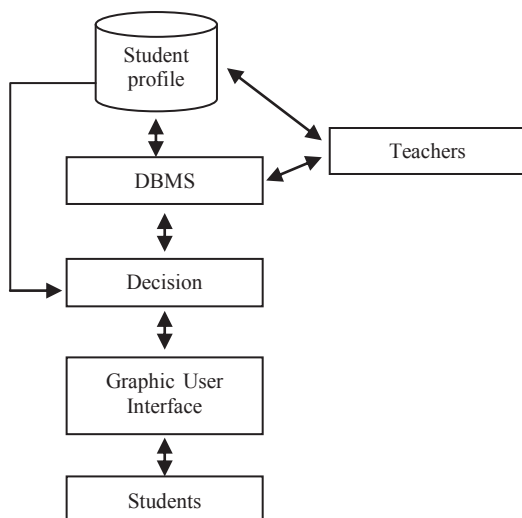 Student
profile
Teachers
DBMS
Decision
Graphic User
Interface
Students